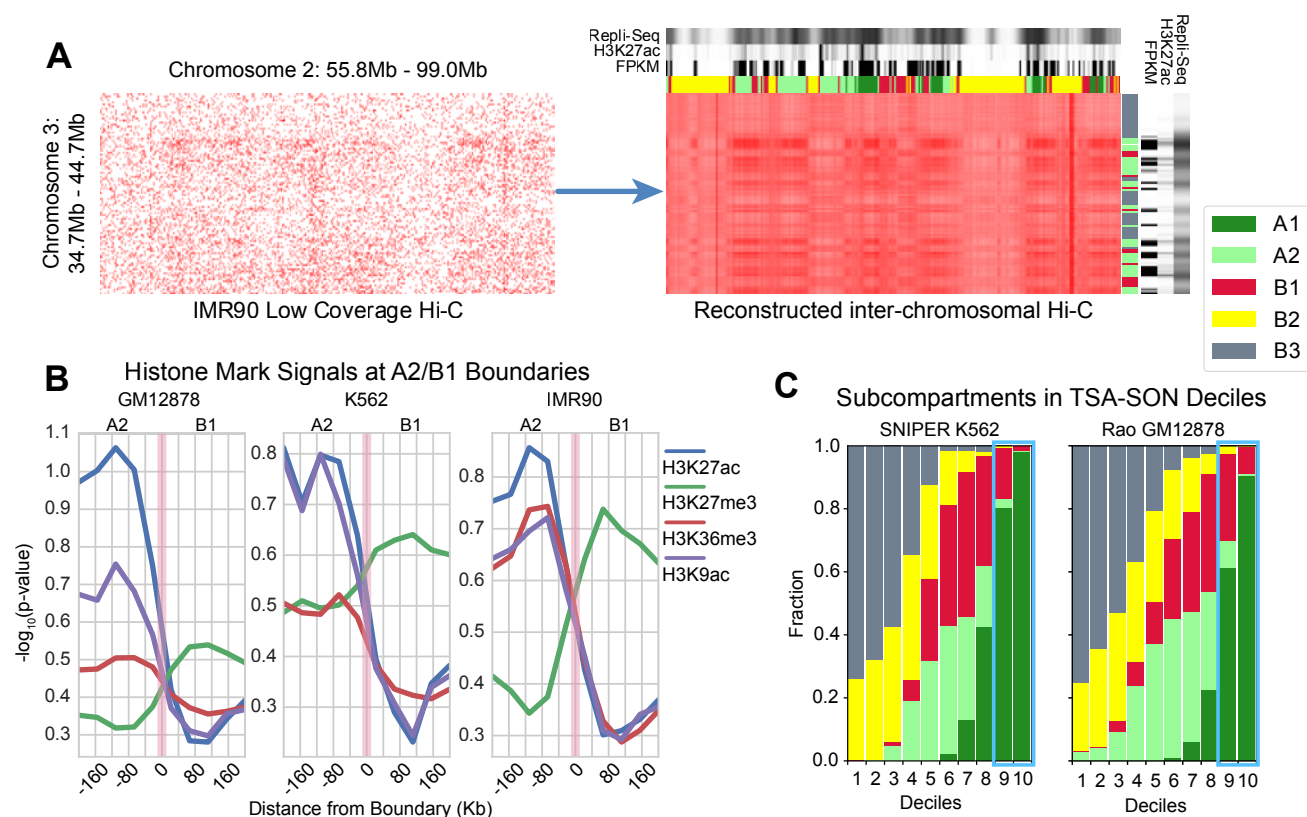 A
Chromosome 2: 55.8Mb - 99.0Mb
Chromosome 3:
34.7Mb - 44.7Mb
IMR90 Low Coverage Hi-C
Repli-Seq
H3K27ac
FPKM
Repli-Seq
H3K27ac
FPKM
Reconstructed inter-chromosomal Hi-C
A1
A2
B1
B2
B3
B
Histone Mark Signals at A2/B1 Boundaries
GM12878
K562
IMR90
A2 B1
A2 B1
A2 B1
-log10(p-value)
1.1
1.0
0.9
0.8
0.7
0.6
0.5
0.4
0.3
-160 -80 0 80 160
0.8
0.7
0.6
0.5
0.4
0.3
-160 -80 0 80 160
0.8
0.7
0.6
0.5
0.4
0.3
-160 -80 0 80 160
Distance from Boundary (Kb)
H3K27ac
H3K27me3
H3K36me3
H3K9ac
C
Subcompartments in TSA-SON Deciles
SNIPER K562
Rao GM12878
Fraction
1.0
0.8
0.6
0.4
0.2
0.0
1 2 3 4 5 6 7 8 9 10
Deciles
1 2 3 4 5 6 7 8 9 10
Deciles